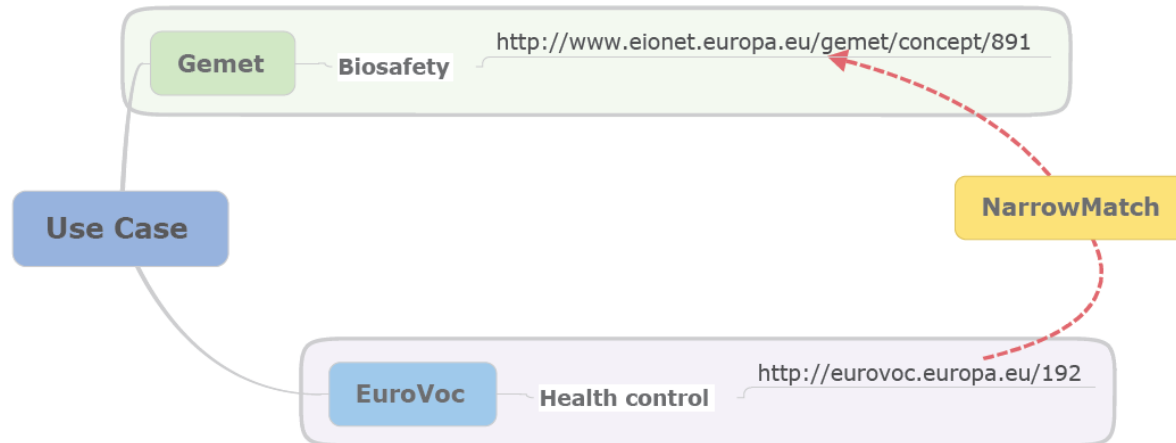 Gemet
Biosafety
http://www.eionet.europa.eu/gemet/concept/891
Use Case
NarrowMatch
EuroVoc
Health control
http://eurovoc.europa.eu/192